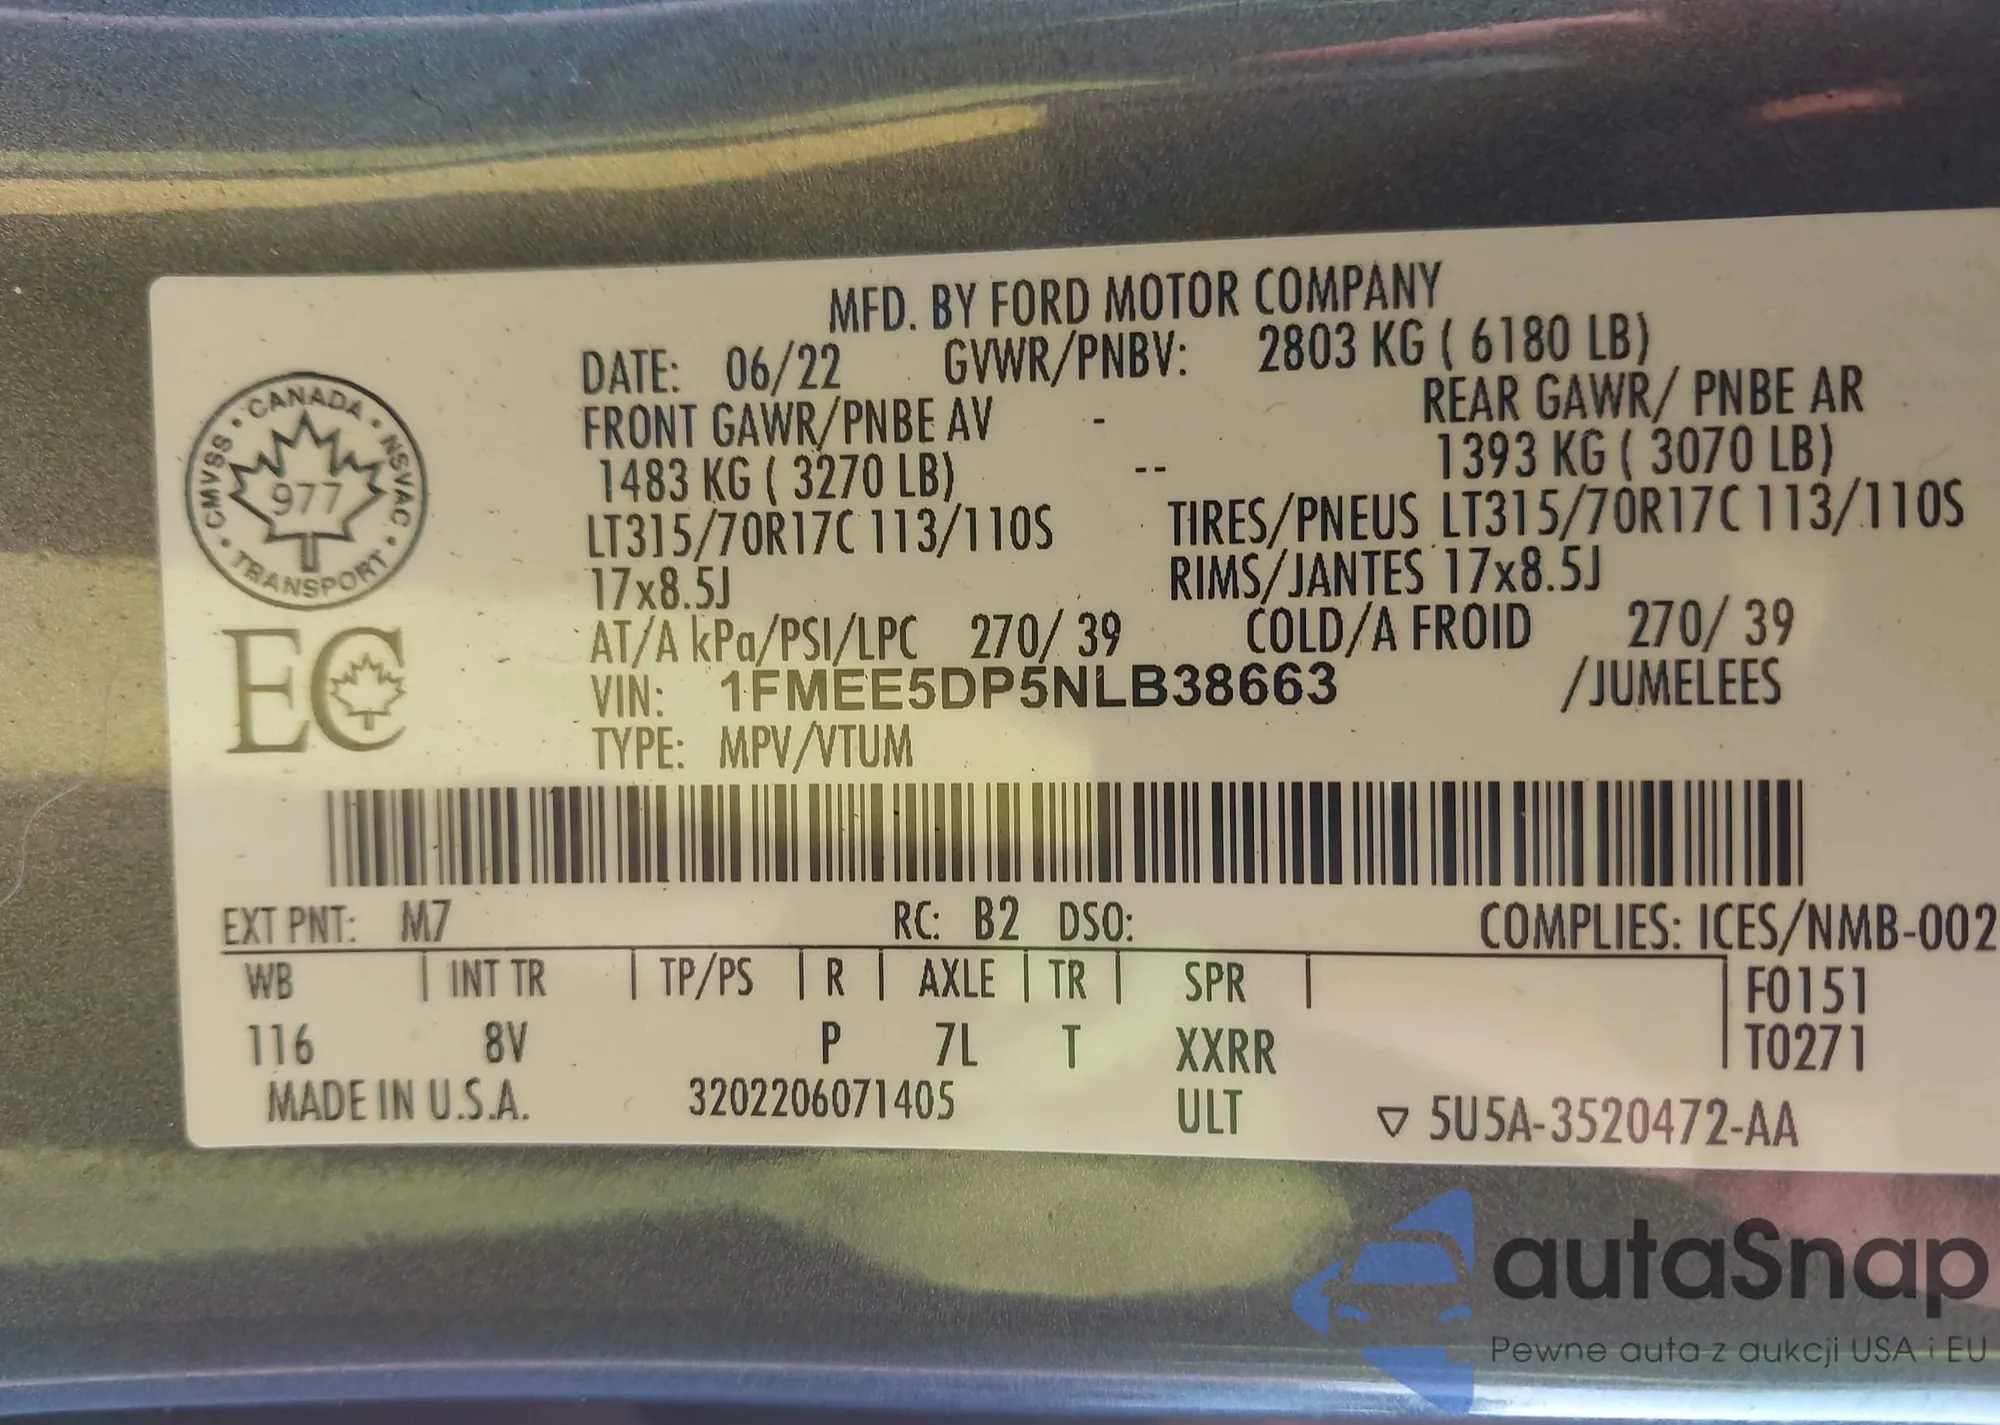 MFD. BY FORD MOTOR COMPANY
DATE: 06/22 GVWR/PNBV: 2803 KG ( 6180 LB)
FRONT GAWR/PNBE AV - REAR GAWR/ PNBE AR
1483 KG ( 3270 LB) -- 1393 KG ( 3070 LB)
LT315/70R17C 113/110S TIRES/PNEUS LT315/70R17C 113/110S
17x8.5J RIMS/JANTES 17x8.5J
AT/A kPa/PSI/LPC 270/ 39 COLD/A FROID 270/ 39
VIN: 1FMEE5DP5NLB38663 /JUMELEES
TYPE: MPV/VTUM
CANADA
CMVSS · NSVAC
977
TRANSPORT
EC
EXT PNT: M7 RC: B2 DSO: COMPLIES: ICES/NMB-002
WB | INT TR | TP/PS | R | AXLE | TR | SPR | F0151
116 8V P 7L T XXRR T0271
MADE IN U.S.A. 3202206071405 ULT ▽ 5U5A-3520472-AA
autaSnap
Pewne auta z aukcji USA i EU